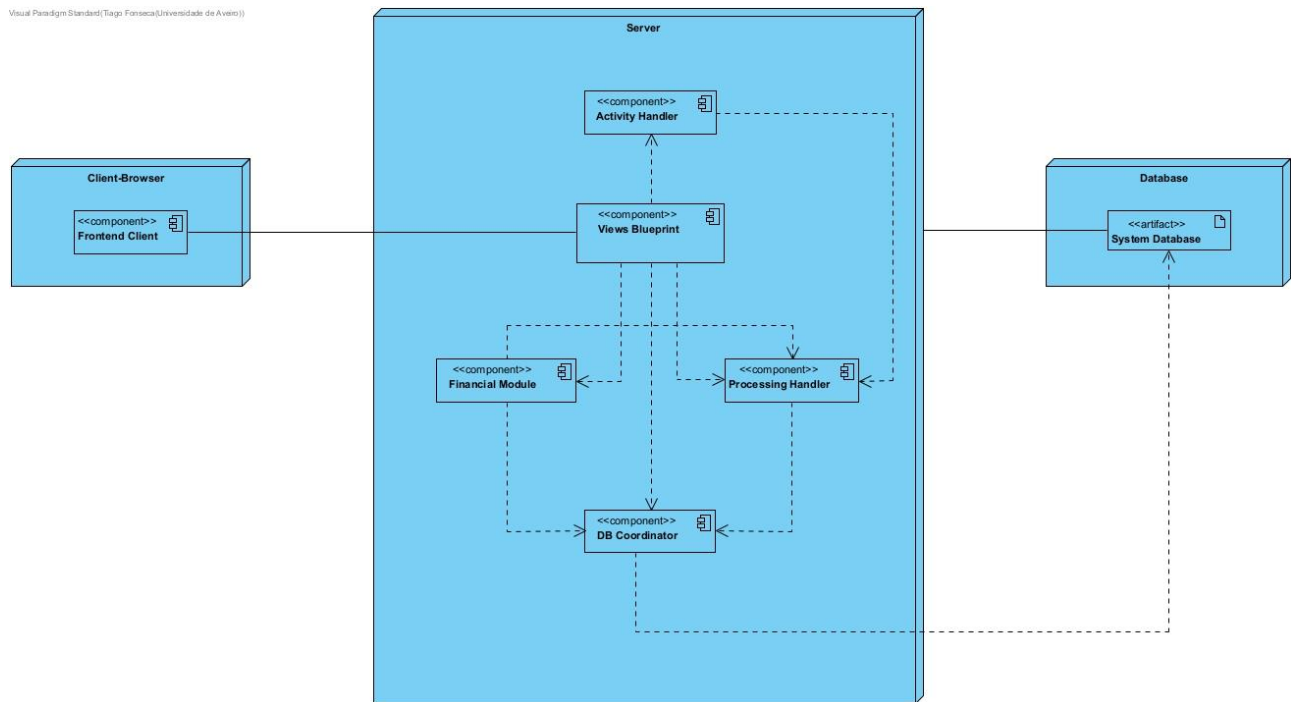 Visual Paradigm Standard(Tiago Fonseca(Universidade de Aveiro))
Server
<<component>>
Activity Handler
Client-Browser
<<component>>
Frontend Client
<<component>>
Views Blueprint
Database
<<artifact>>
System Database
<<component>>
Financial Module
<<component>>
Processing Handler
<<component>>
DB Coordinator